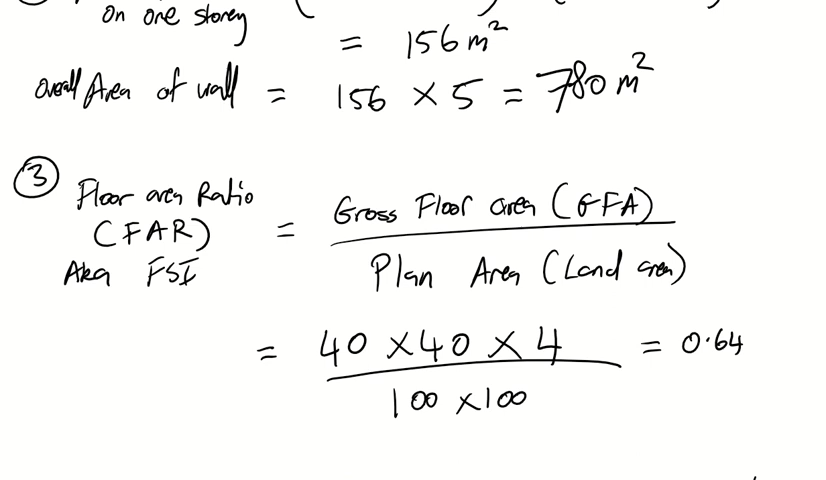 on one storey
= 156 m²
Overall Area of wall = 156 × 5 = 780 m²
③ Floor area Ratio (FAR) Aka FSI = Gross Floor area (GFA)
Plan Area (Land area)
= 40 × 40 × 4 = 0.64
100 × 100